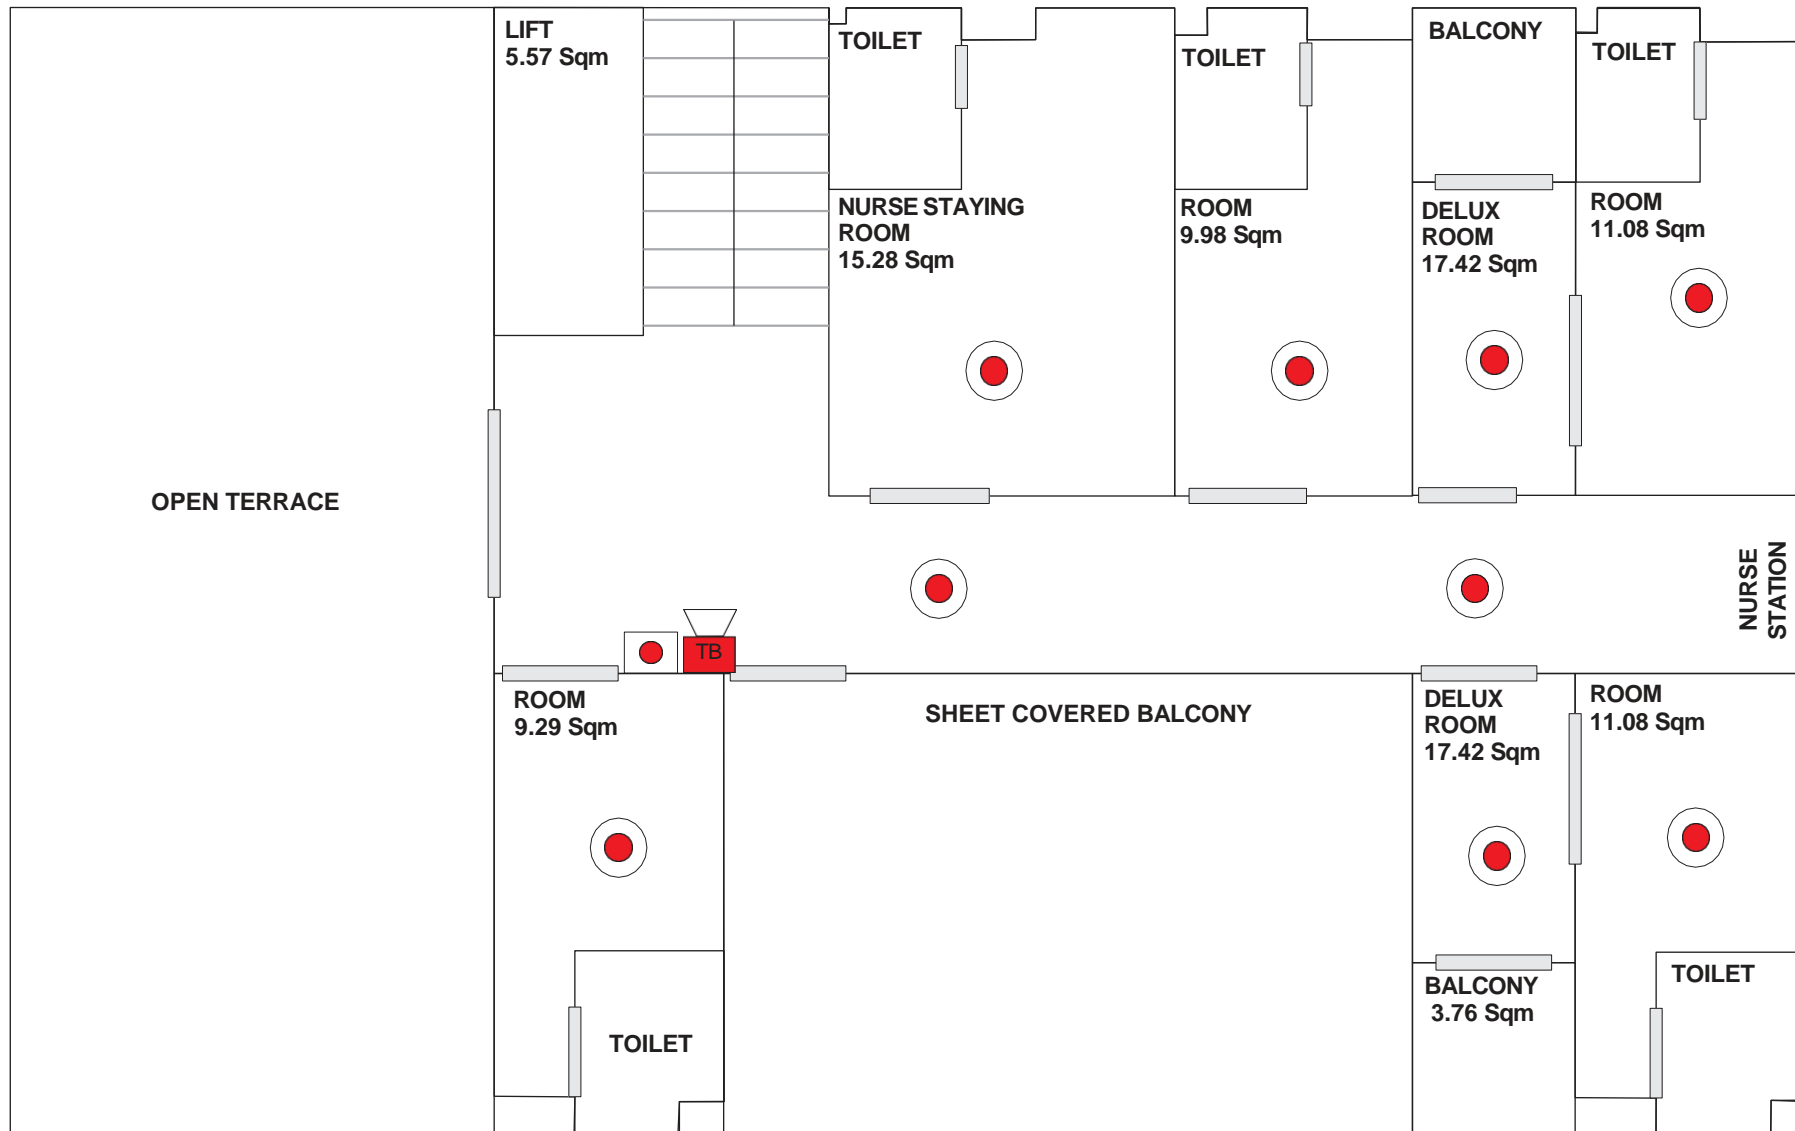 LIFT
5.57 Sqm
TOILET
TOILET
BALCONY
TOILET
NURSE STAYING
ROOM
15.28 Sqm
ROOM
9.98 Sqm
DELUX
ROOM
17.42 Sqm
ROOM
11.08 Sqm
OPEN TERRACE
NURSE
STATION
TB
ROOM
9.29 Sqm
SHEET COVERED BALCONY
DELUX
ROOM
17.42 Sqm
ROOM
11.08 Sqm
TOILET
BALCONY
3.76 Sqm
TOILET